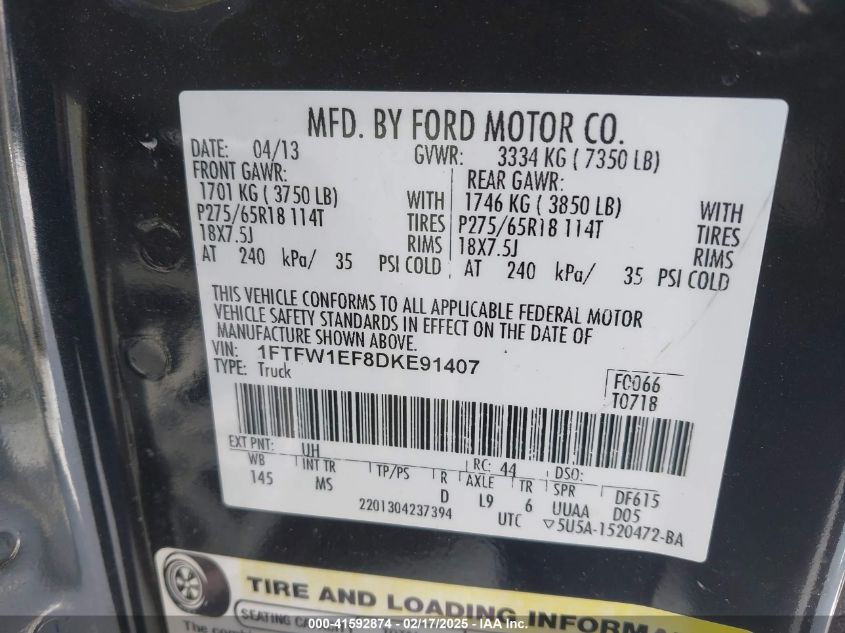 MFD. BY FORD MOTOR CO.
DATE: 04/13 GVWR: 3334 KG ( 7350 LB)
FRONT GAWR: REAR GAWR:
1701 KG ( 3750 LB) WITH 1746 KG ( 3850 LB) WITH
P275/65R18 114T TIRES P275/65R18 114T TIRES
18X7.5J RIMS 18X7.5J RIMS
AT 240 kPa/ 35 PSI COLD AT 240 kPa/ 35 PSI COLD
THIS VEHICLE CONFORMS TO ALL APPLICABLE FEDERAL MOTOR
VEHICLE SAFETY STANDARDS IN EFFECT ON THE DATE OF
MANUFACTURE SHOWN ABOVE.
VIN: 1FTFW1EF8DKE91407
TYPE: Truck
F0066
T0718
EXT PNT: UH RC: 44 DSO:
WB INT TR TP/PS R AXLE TR SPR DF615
145 MS D L9 6 UUAA D05
2201304237394 UTC ▽5U5A-1520472-BA
TIRE AND LOADING INFORMA
SEATING CAPACITY
The
000-41592874 - 02/17/2025 -